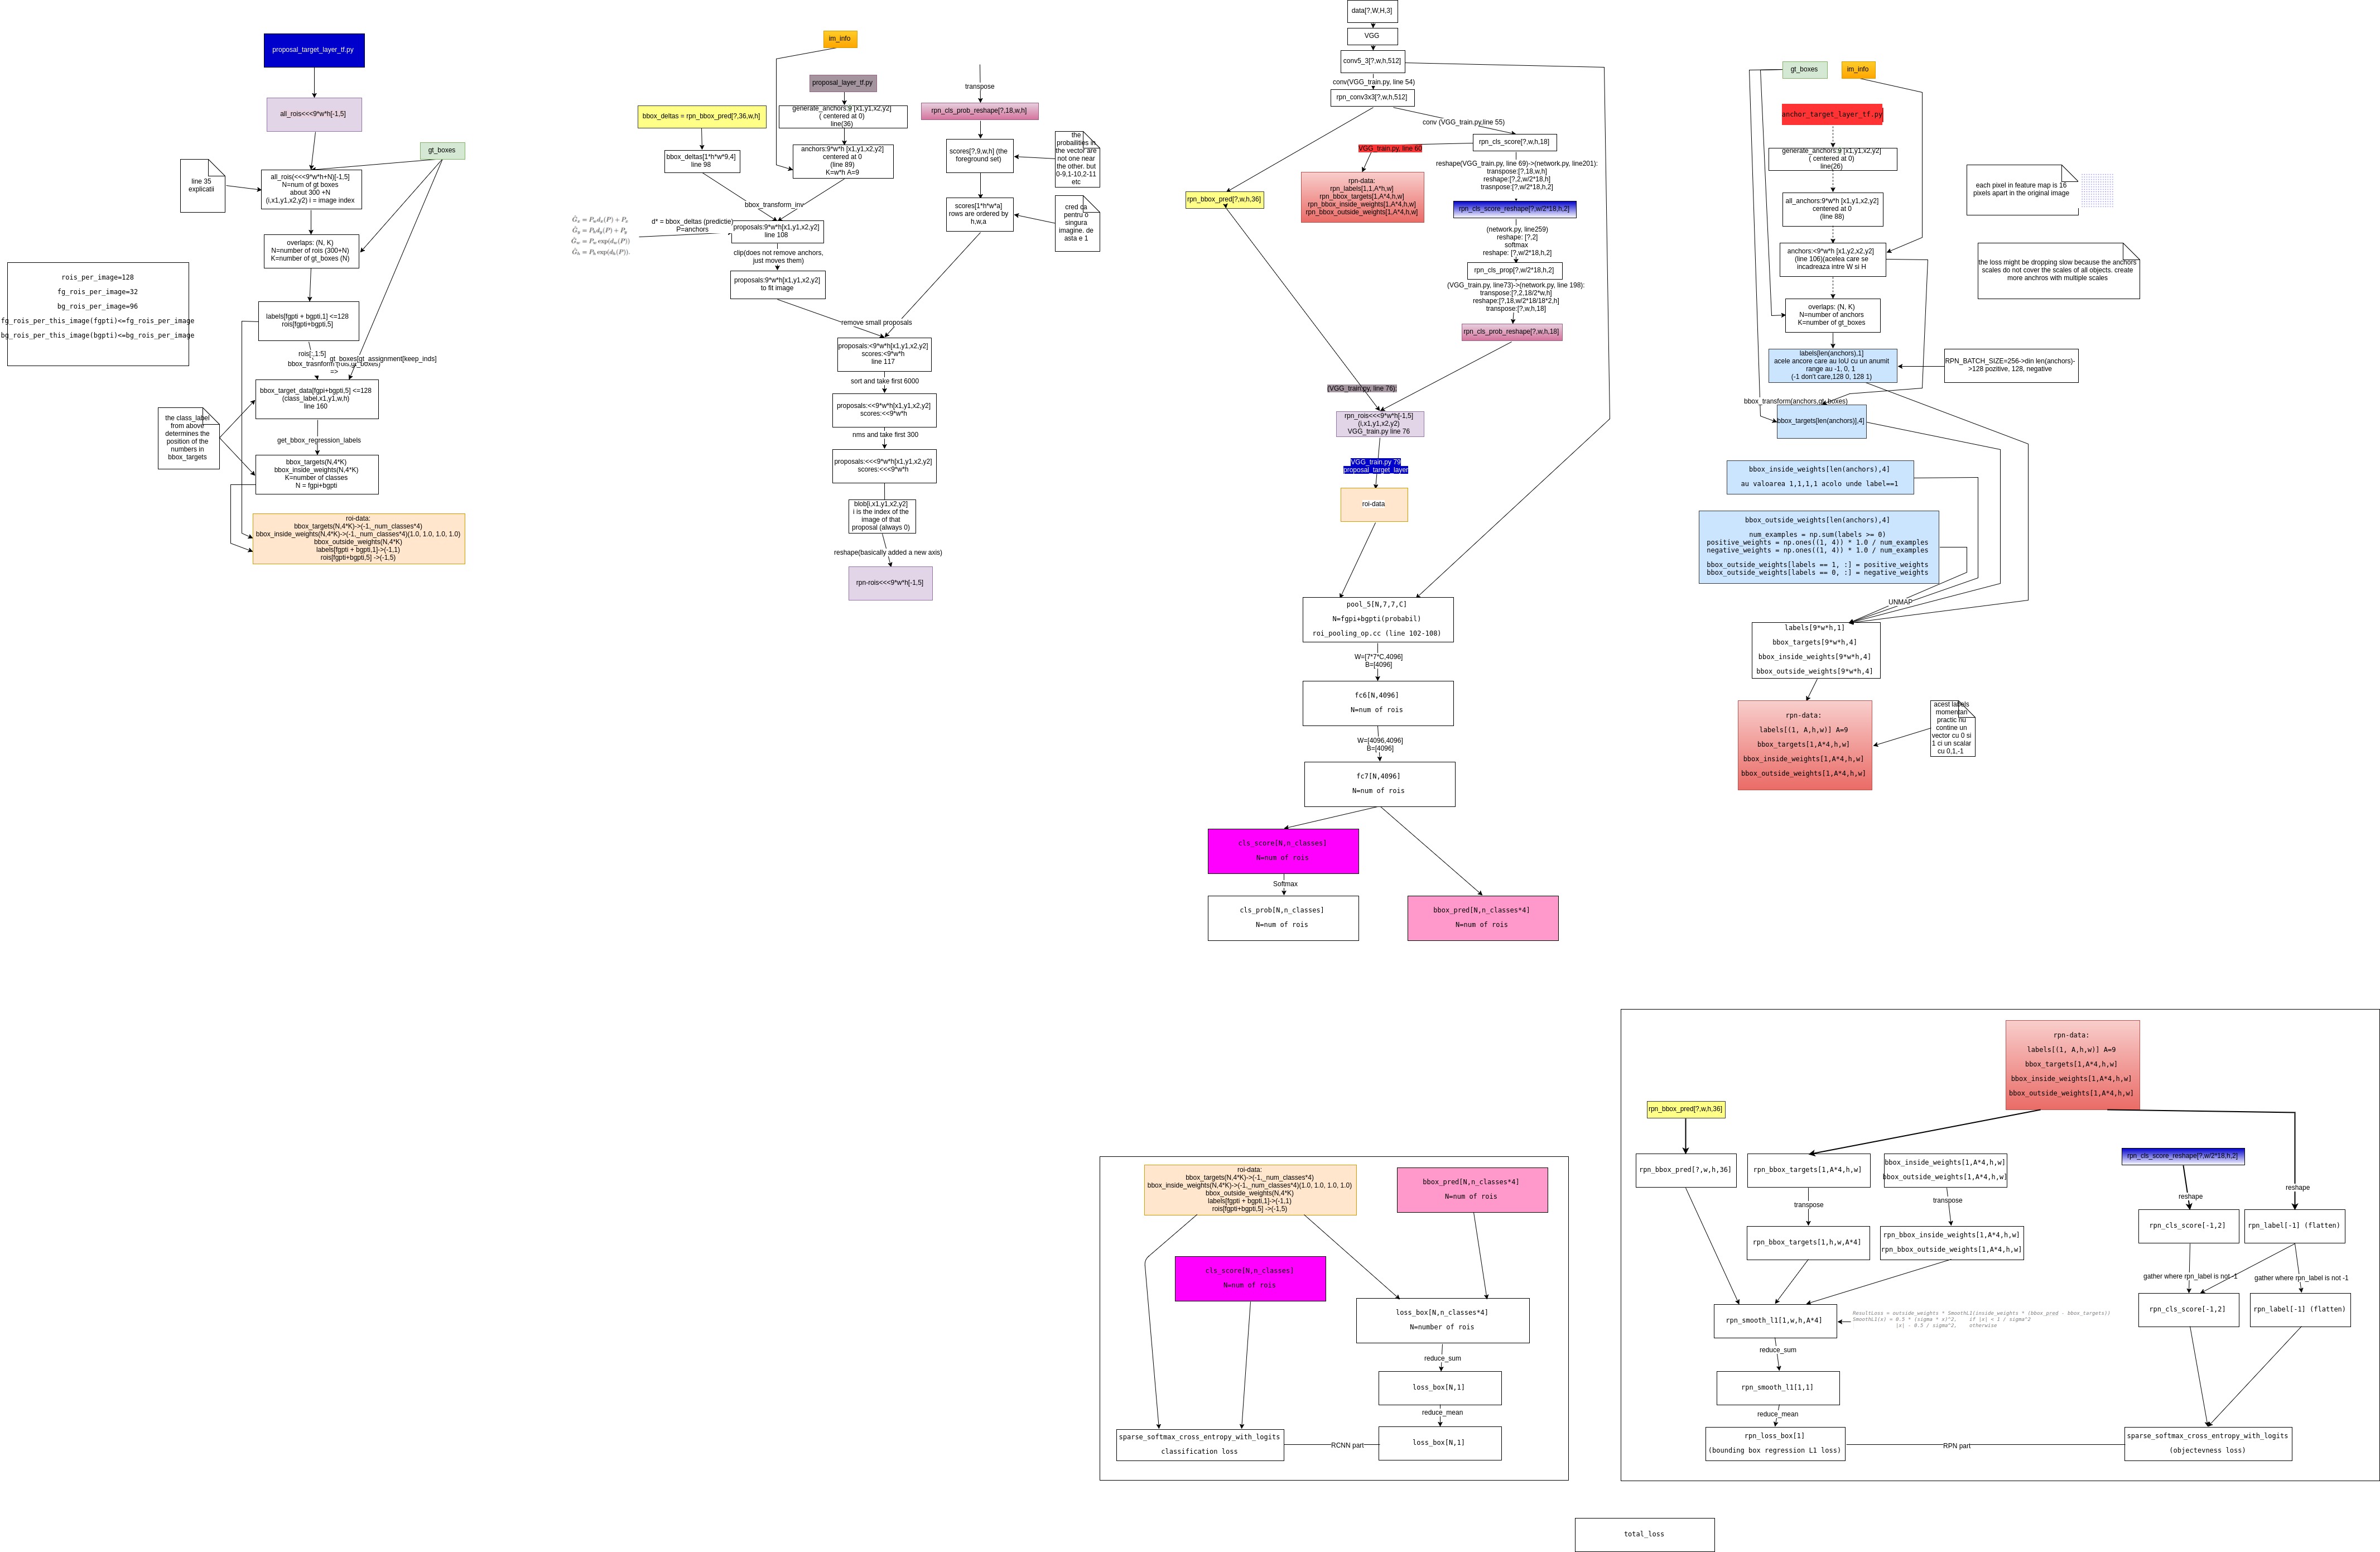 proposal_target_layer_tf.py
all_rois<<<9*w*h[-1,5]
gt_boxes
line 35
explicatii
all_rois(<<<9*w*h+N)[-1,5]
N=num of gt boxes
about 300 +N
(i,x1,y1,x2,y2) i = image index
overlaps: (N, K)
N=number of rois (300+N)
K=number of gt_boxes (N)
rois_per_image=128
fg_rois_per_image=32
bg_rois_per_image=96
fg_rois_per_this_image(fgpti)<=fg_rois_per_image
bg_rois_per_this_image(bgpti)<=bg_rois_per_image
labels[fgpti + bgpti,1] <=128
rois[fgpti+bgpti,5]
rois[:,1:5]
gt_boxes[gt_assignment[keep_inds]
bbox_trasnform (rois,gt_boxes)
=>
bbox_target_data[fgpi+bgpti,5] <=128
(class_label,x1,y1,w,h)
line 160
the class_label
from above
determines the
position of the
numbers in
bbox_targets
get_bbox_regression_labels
bbox_targets(N,4*K)
bbox_inside_weights(N,4*K)
K=number of classes
N = fgpi+bgpti
roi-data:
bbox_targets(N,4*K)->(-1,_num_classes*4)
bbox_inside_weights(N,4*K)->(-1,_num_classes*4)(1.0, 1.0, 1.0, 1.0)
bbox_outside_weights(N,4*K)
labels[fgpti + bgpti,1]->(-1,1)
rois[fgpti+bgpti,5] ->(-1,5)
im_info
proposal_layer_tf.py
bbox_deltas = rpn_bbox_pred[?,36,w,h]
generate_anchors:9 [x1,y1,x2,y2]
( centered at 0)
line(36)
bbox_deltas[1*h*w*9,4]
line 98
anchors:9*w*h [x1,y1,x2,y2]
centered at 0
(line 89)
K=w*h A=9
transpose
rpn_cls_prob_reshape[?,18,w,h]
scores[?,9,w,h] (the
foreground set)
the
probailities in
the vector are
not one near
the other. but
0-9,1-10,2-11
etc
scores[1*h*w*a]
rows are ordered by
h,w,a
cred ca
pentru o
singura
imagine. de
asta e 1
bbox_transform_inv
Ĝₓ = P_w dₓ(P) + Pₓ
Ĝ_y = P_h d_y(P) + P_y
Ĝ_w = P_w exp(d_w(P))
Ĝ_h = P_h exp(d_h(P)).
d* = bbox_deltas (predictie)
P=anchors
proposals:9*w*h[x1,y1,x2,y2]
line 108
clip(does not remove anchors,
just moves them)
proposals:9*w*h[x1,y1,x2,y2]
to fit image
remove small proposals
proposals:<9*w*h[x1,y1,x2,y2]
scores:<9*w*h
line 117
sort and take first 6000
proposals:<<9*w*h[x1,y1,x2,y2]
scores:<<9*w*h
nms and take first 300
proposals:<<<9*w*h[x1,y1,x2,y2]
scores:<<<9*w*h
blob[i,x1,y1,x2,y2]
i is the index of the
image of that
proposal (always 0)
reshape(basically added a new axis)
rpn-rois<<<9*w*h[-1,5]
data[?,W,H,3]
VGG
conv5_3[?,w,h,512]
conv(VGG_train.py, line 54)
rpn_conv3x3[?,w,h,512]
conv (VGG_train.py,line 55)
rpn_cls_score[?,w,h,18]
VGG_train.py, line 60
rpn-data:
rpn_labels[1,1,A*h,w]
rpn_bbox_targets[1,A*4,h,w]
rpn_bbox_inside_weights[1,A*4,h,w]
rpn_bbox_outside_weights[1,A*4,h,w]
rpn_bbox_pred[?,w,h,36]
reshape(VGG_train.py, line 69)->(network.py, line201):
transpose:[?,18,w,h]
reshape:[?,2,w/2*18,h]
trasnpose:[?,w/2*18,h,2]
rpn_cls_score_reshape[?,w/2*18,h,2]
(network.py, line259)
reshape: [?,2]
softmax
reshape: [?,w/2*18,h,2]
rpn_cls_prop[?,w/2*18,h,2]
(VGG_train.py, line73)->(network.py, line 198):
transpose:[?,2,18/2*w,h]
reshape:[?,18,w/2*18/18*2,h]
transpose:[?,w,h,18]
rpn_cls_prob_reshape[?,w,h,18]
(VGG_train.py, line 76).
rpn_rois<<<9*w*h[-1,5]
(i,x1,y1,x2,y2)
VGG_train.py line 76
VGG_train.py 79
proposal_target_layer
roi-data
pool_5[N,7,7,C]
N=fgpi+bgpti(probabil)
roi_pooling_op.cc (line 102-108)
W=[7*7*C,4096]
B=[4096]
fc6[N,4096]
N=num of rois
W=[4096,4096]
B=[4096]
fc7[N,4096]
N=num of rois
cls_score[N,n_classes]
N=num of rois
Softmax
cls_prob[N,n_classes]
N=num of rois
bbox_pred[N,n_classes*4]
N=num of rois
gt_boxes
im_info
anchor_target_layer_tf.py
generate_anchors:9 [x1,y1,x2,y2]
( centered at 0)
line(26)
all_anchors:9*w*h [x1,y1,x2,y2]
centered at 0
(line 88)
anchors:<9*w*h [x1,y2,x2,y2]
(line 106)(acelea care se
incadreaza intre W si H
overlaps: (N, K)
N=number of anchors
K=number of gt_boxes
labels[len(anchors),1]
acele ancore care au IoU cu un anumit
range au -1, 0, 1
(-1 don't care,128 0, 128 1)
RPN_BATCH_SIZE=256->din len(anchors)-
>128 pozitive, 128, negative
each pixel in feature map is 16
pixels apart in the original image
the loss might be dropping slow because the anchors
scales do not cover the scales of all objects. create
more anchros with multiple scales
bbox_transform(anchors,gt_boxes)
bbox_targets[len(anchors)],4]
bbox_inside_weights[len(anchors),4]
au valoarea 1,1,1,1 acolo unde label==1
bbox_outside_weights[len(anchors),4]
num_examples = np.sum(labels >= 0)
positive_weights = np.ones((1, 4)) * 1.0 / num_examples
negative_weights = np.ones((1, 4)) * 1.0 / num_examples
bbox_outside_weights[labels == 1, :] = positive_weights
bbox_outside_weights[labels == 0, :] = negative_weights
UNMAP
labels[9*w*h,1]
bbox_targets[9*w*h,4]
bbox_inside_weights[9*w*h,4]
bbox_outside_weights[9*w*h,4]
rpn-data:
labels[(1, A,h,w)] A=9
bbox_targets[1,A*4,h,w]
bbox_inside_weights[1,A*4,h,w]
bbox_outside_weights[1,A*4,h,w]
acest labels
momentan
practic nu
contine un
vector cu 0 si
1 ci un scalar
cu 0,1,-1
roi-data:
bbox_targets(N,4*K)->(-1,_num_classes*4)
bbox_inside_weights(N,4*K)->(-1,_num_classes*4)(1.0, 1.0, 1.0, 1.0)
bbox_outside_weights(N,4*K)
labels[fgpti + bgpti,1]->(-1,1)
rois[fgpti+bgpti,5] ->(-1,5)
bbox_pred[N,n_classes*4]
N=num of rois
cls_score[N,n_classes]
N=num of rois
loss_box[N,n_classes*4]
N=number of rois
reduce_sum
loss_box[N,1]
reduce_mean
loss_box[N,1]
sparse_softmax_cross_entropy_with_logits
classification loss
RCNN part
rpn-data:
labels[(1, A,h,w)] A=9
bbox_targets[1,A*4,h,w]
bbox_inside_weights[1,A*4,h,w]
bbox_outside_weights[1,A*4,h,w]
rpn_bbox_pred[?,w,h,36]
rpn_bbox_pred[?,w,h,36]
rpn_bbox_targets[1,A*4,h,w]
bbox_inside_weights[1,A*4,h,w]
bbox_outside_weights[1,A*4,h,w]
rpn_cls_score_reshape[?,w/2*18,h,2]
transpose
transpose
reshape
reshape
rpn_bbox_targets[1,h,w,A*4]
rpn_bbox_inside_weights[1,A*4,h,w]
rpn_bbox_outside_weights[1,A*4,h,w]
rpn_cls_score[-1,2]
rpn_label[-1] (flatten)
gather where rpn_label is not -1
gather where rpn_label is not -1
rpn_smooth_l1[1,w,h,A*4]
ResultLoss = outside_weights * SmoothL1(inside_weights * (bbox_pred - bbox_targets))
SmoothL1(x) = 0.5 * (sigma * x)^2, if |x| < 1 / sigma^2
|x| - 0.5 / sigma^2, otherwise
rpn_cls_score[-1,2]
rpn_label[-1] (flatten)
reduce_sum
rpn_smooth_l1[1,1]
reduce_mean
rpn_loss_box[1]
(bounding box regression L1 loss)
RPN part
sparse_softmax_cross_entropy_with_logits
(objectevness loss)
total_loss